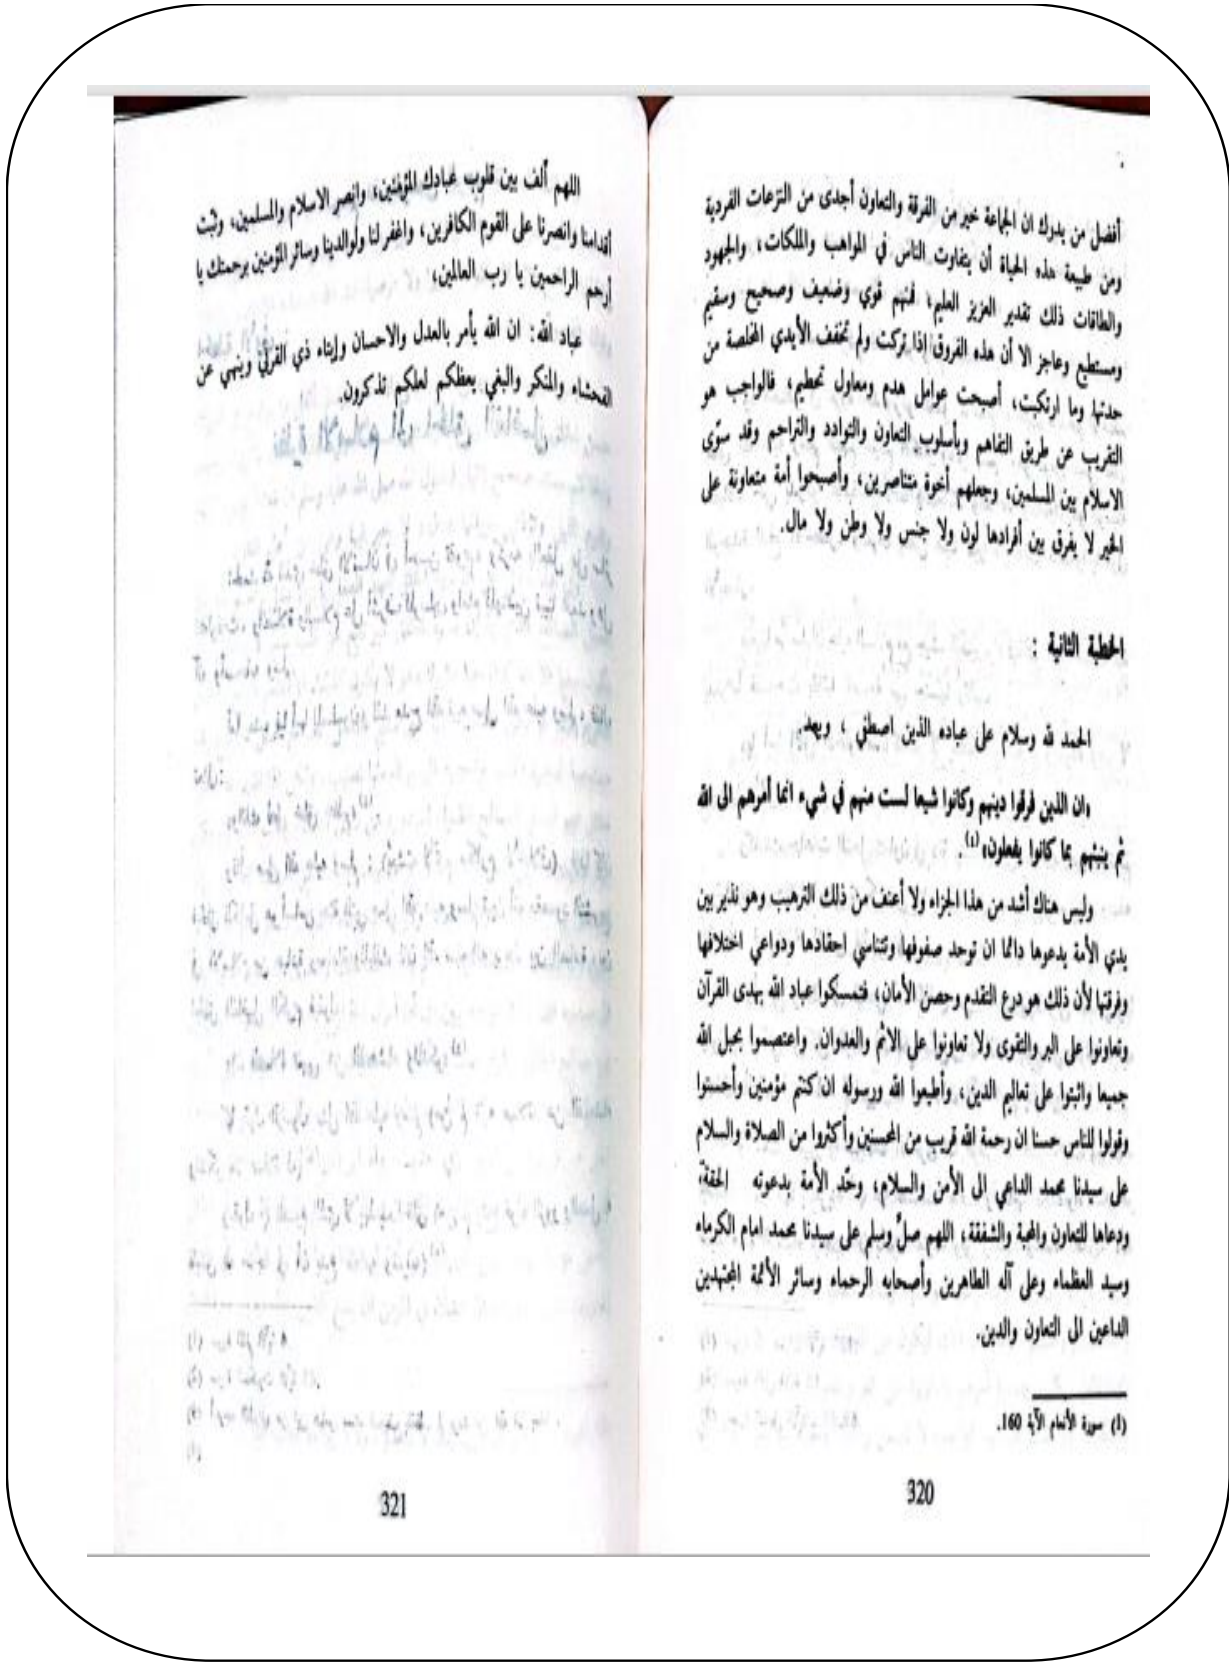 أفضل من يدرك ان الجماعة خير من الفرقة والتعاون أجدى من النزعات الفردية
ومن طبيعة هذه الحياة أن يتفاوت الناس في المواهب والملكات، والجهود
والطاقات ذلك تقدير العزيز العليم، فمنهم قوي وضعيف وصحيح وسقيم
ومستطيع وعاجز الا أن هذه الفروق إذا تركت ولم تخفف الأيدي المخلصة من
حدتها وما ارتكبت، أصبحت عوامل هدم ومعاول تحطيم، فالواجب هو
التقريب عن طريق التفاهم وبأسلوب التعاون والتوادد والتراحم وقد سوّى
الاسلام بين المسلمين، وجعلهم أخوة متناصرين، وأصبحوا أمة متعاونة على
الخير لا يفرق بين أفرادها لون ولا جنس ولا وطن ولا مال.
الخطبة الثانية :
الحمد لله وسلام على عباده الذين اصطفى ، وبعد.
«ان الذين فرقوا دينهم وكانوا شيعا لست منهم في شيء انما أمرهم الى الله
ثم ينبئهم بما كانوا يفعلون»(1).
وليس هناك أشد من هذا الجزاء ولا أعنف من ذلك الترهيب وهو نذير بين
يدي الأمة يدعوها دائما ان توحد صفوفها وتتناسى احقادها ودواعي اختلافها
وفرقتها لأن ذلك هو درع التقدم وحصن الأمان، فتمسكوا عباد الله بهدى القرآن
وتعاونوا على البر والتقوى ولا تعاونوا على الاثم والعدوان. واعتصموا بحبل الله
جميعا واثبتوا على تعاليم الدين، وأطيعوا الله ورسوله ان كنتم مؤمنين وأحسنوا
وقولوا للناس حسنا ان رحمة الله قريب من المحسنين وأكثروا من الصلاة والسلام
على سيدنا محمد الداعي الى الأمن والسلام، وحّد الأمة بدعوته الحقة،
ودعاها للتعاون والمحبة والشفقة، اللهم صلّ وسلم على سيدنا محمد امام الكرماء
وسيد العظماء وعلى آله الطاهرين وأصحابه الرحماء وسائر الأئمة المجتهدين
الداعين الى التعاون والدين.
(1) سورة الأنعام الآية 160.
320
اللهم ألف بين قلوب عبادك المؤمنين، وانصر الاسلام والمسلمين، وثبت
أقدامنا وانصرنا على القوم الكافرين، واغفر لنا ولوالدينا وسائر المؤمنين برحمتك يا
أرحم الراحمين يا رب العالمين،
عباد الله: ان الله يأمر بالعدل والاحسان وإيتاء ذي القربى وينهي عن
الفحشاء والمنكر والبغي يعظكم لعلكم تذكرون.
321